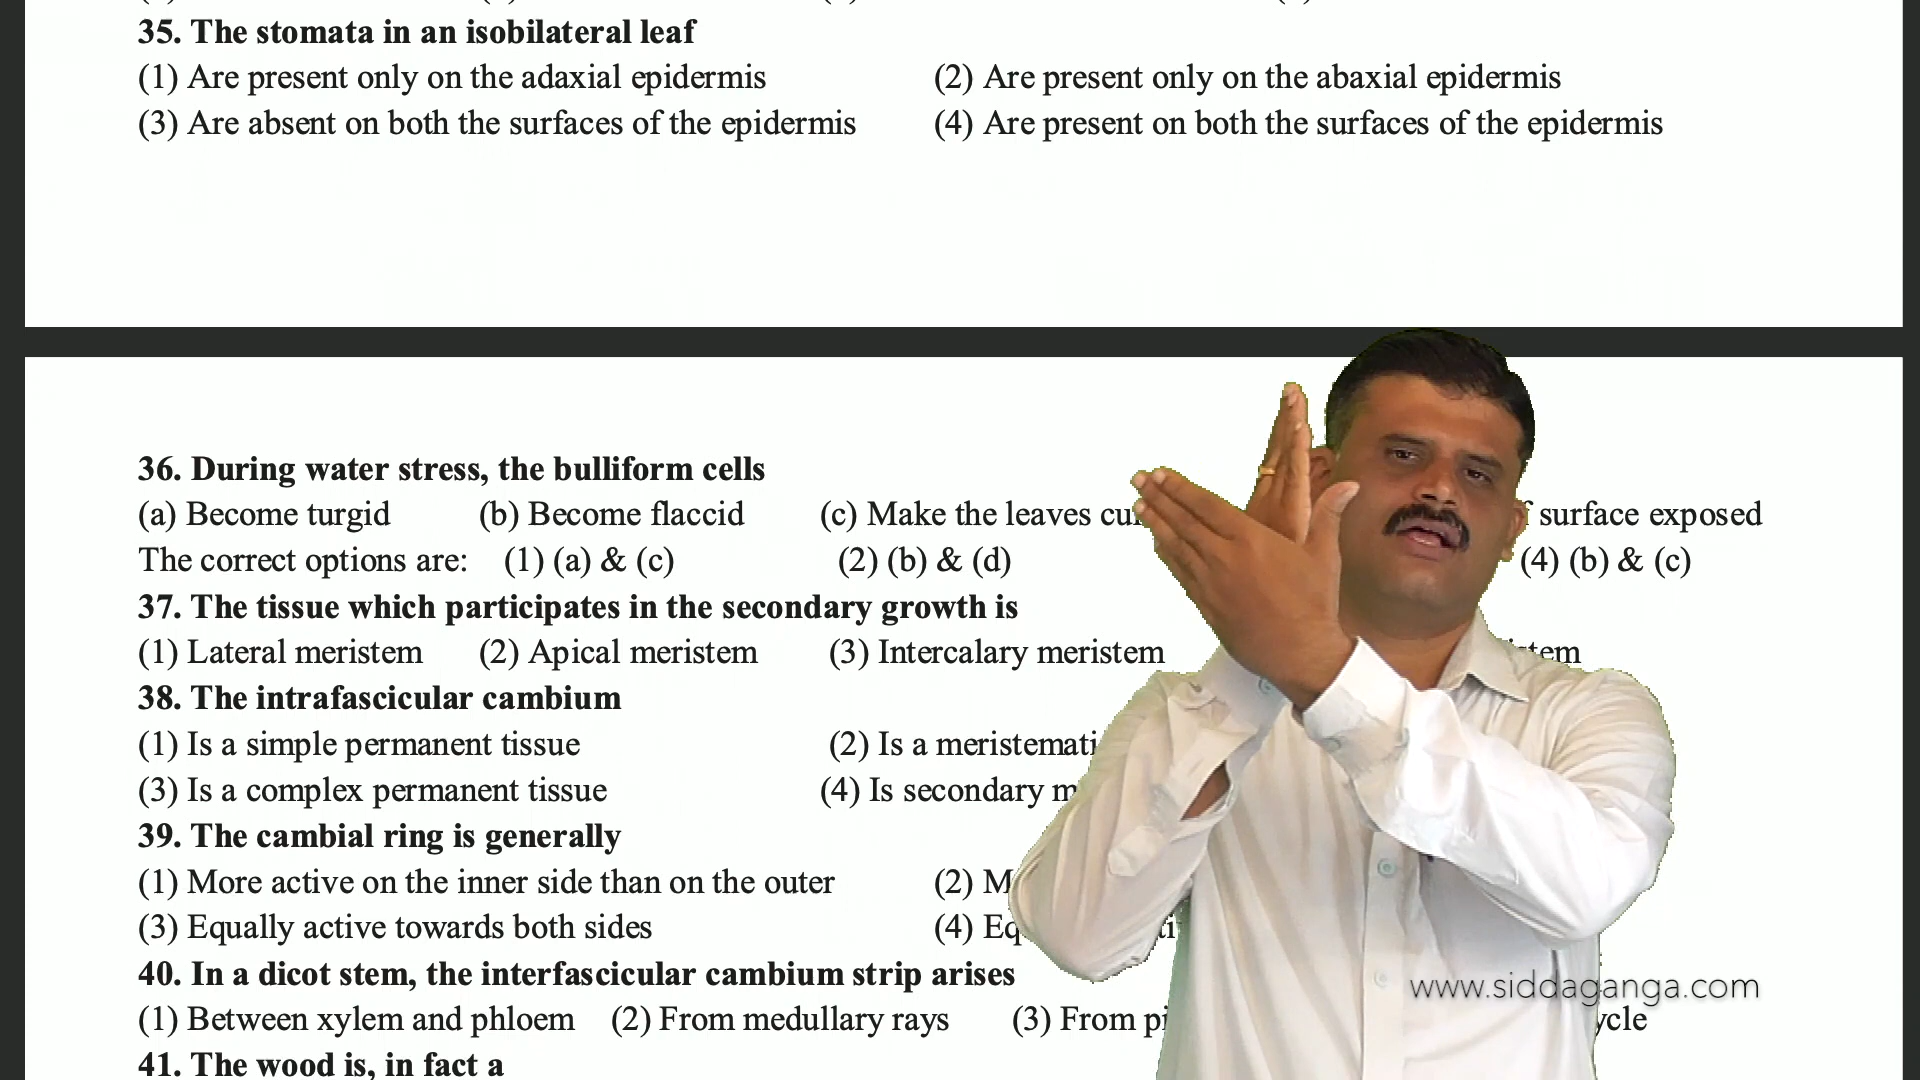 35. The stomata in an isobilateral leaf
(1) Are present only on the adaxial epidermis (2) Are present only on the abaxial epidermis
(3) Are absent on both the surfaces of the epidermis (4) Are present on both the surfaces of the epidermis
36. During water stress, the bulliform cells
(a) Become turgid (b) Become flaccid (c) Make the leaves surface exposed
The correct options are: (1) (a) & (c) (2) (b) & (d) (4) (b) & (c)
37. The tissue which participates in the secondary growth is
(1) Lateral meristem (2) Apical meristem (3) Intercalary meristem
38. The intrafascicular cambium
(1) Is a simple permanent tissue (2) Is a
(3) Is a complex permanent tissue (4) Is secondary
39. The cambial ring is generally
(1) More active on the inner side than on the outer (2)
(3) Equally active towards both sides (4)
40. In a dicot stem, the interfascicular cambium strip arises
(1) Between xylem and phloem (2) From medullary rays (3) From
41. The wood is, in fact a
www.siddaganga.com